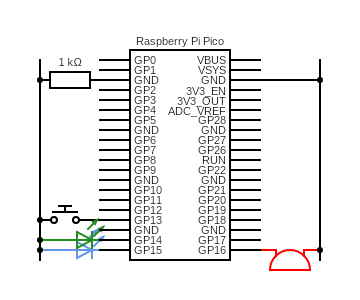 Raspberry Pi Pico
1 kΩ
GP0 VBUS
GP1 VSYS
GND GND
GP2 3V3_EN
GP3 3V3_OUT
GP4 ADC_VREF
GP5 GP28
GND GND
GP6 GP27
GP7 GP26
GP8 RUN
GP9 GP22
GND GND
GP10 GP21
GP11 GP20
GP12 GP19
GP13 GP18
GND GND
GP14 GP17
GP15 GP16